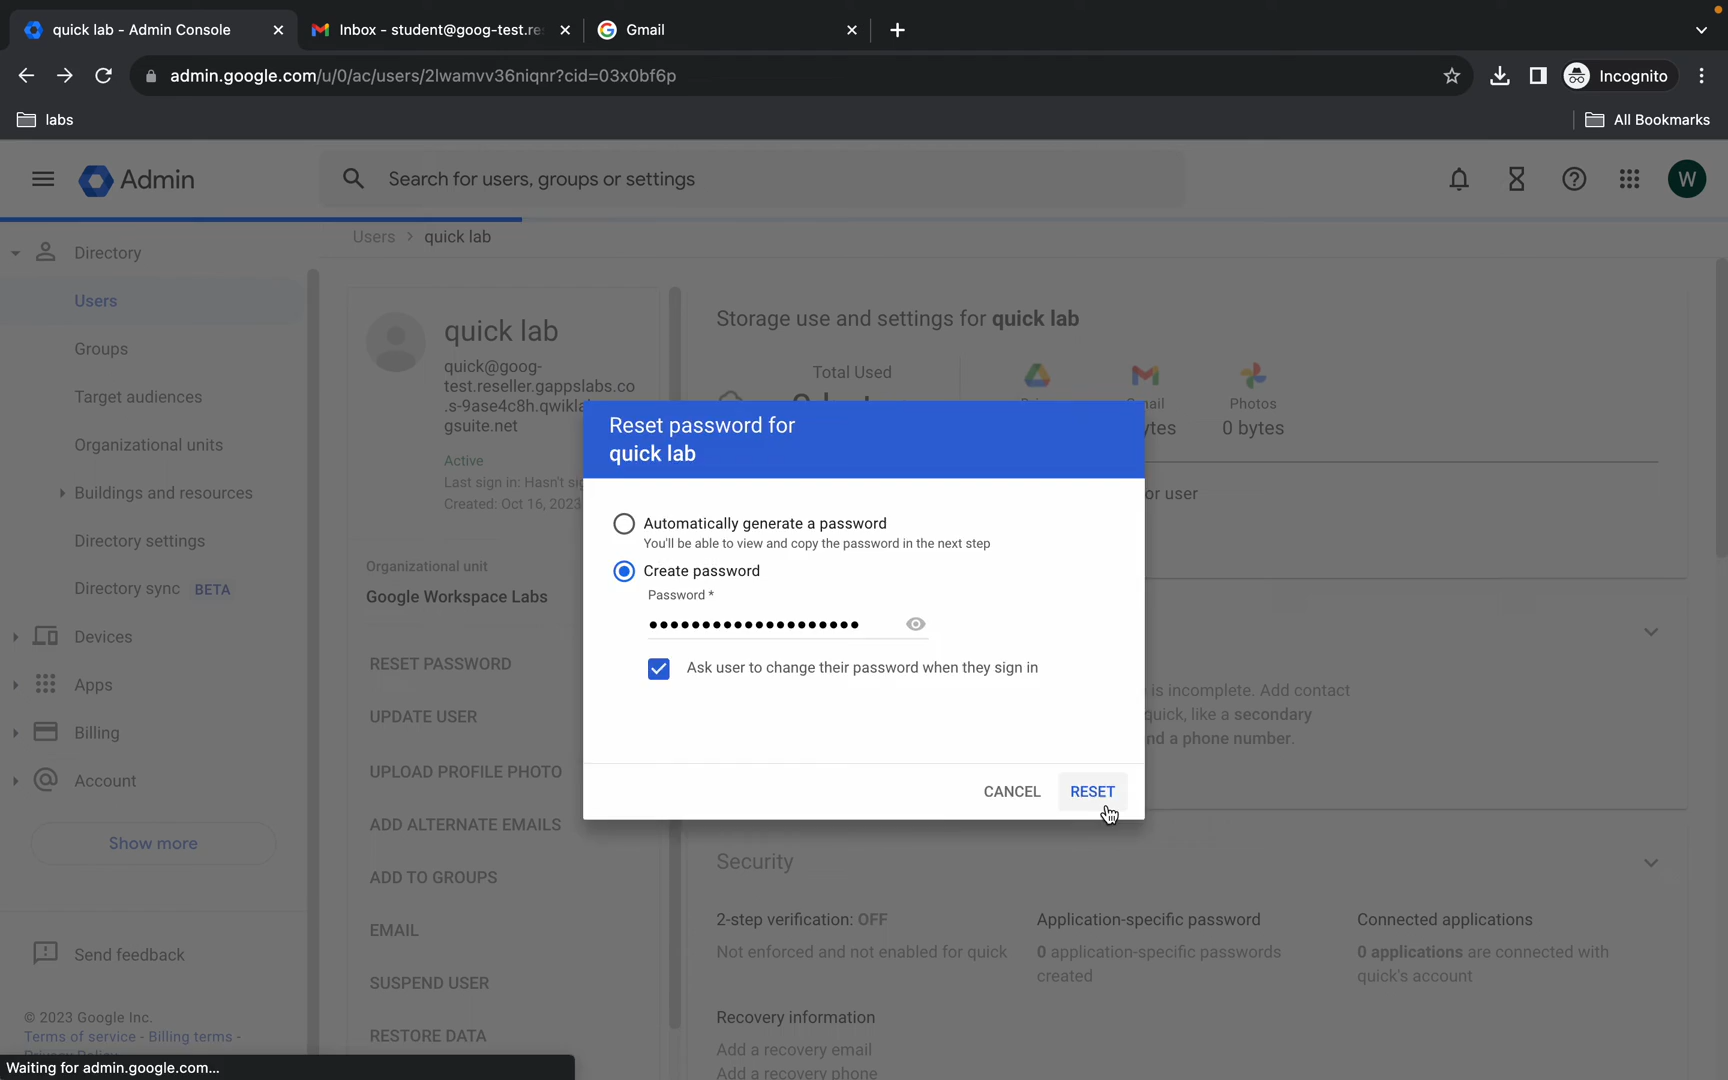 quick lab - Admin Console
Inbox - student@goog-test.re
Gmail
admin.google.com/u/0/ac/users/2lwamvv36niqnr?cid=03x0bf6p
Incognito
labs
All Bookmarks
Admin
Search for users, groups or settings
W
Users > quick lab
Directory
Users
Groups
Target audiences
Organizational units
Buildings and resources
Directory settings
Directory sync BETA
Devices
Apps
Billing
Account
Show more
Send feedback
© 2023 Google Inc.
Terms of service - Billing terms -
Waiting for admin.google.com...
quick lab
quick@goog-
test.reseller.gappslabs.co
.s-9ase4c8h.qwikla
gsuite.net
Active
Last sign in: Hasn't sig
Created: Oct 16, 2023
Organizational unit
Google Workspace Labs
RESET PASSWORD
UPDATE USER
UPLOAD PROFILE PHOTO
ADD ALTERNATE EMAILS
ADD TO GROUPS
EMAIL
SUSPEND USER
RESTORE DATA
Storage use and settings for quick lab
Total Used
Photos
0 bytes
or user
Reset password for
quick lab
Automatically generate a password
You'll be able to view and copy the password in the next step
Create password
Password *
Ask user to change their password when they sign in
CANCEL
RESET
is incomplete. Add contact
quick, like a secondary
nd a phone number.
Security
2-step verification: OFF
Not enforced and not enabled for quick
Application-specific password
0 application-specific passwords
created
Connected applications
0 applications are connected with
quick's account
Recovery information
Add a recovery email
Add a recovery phone